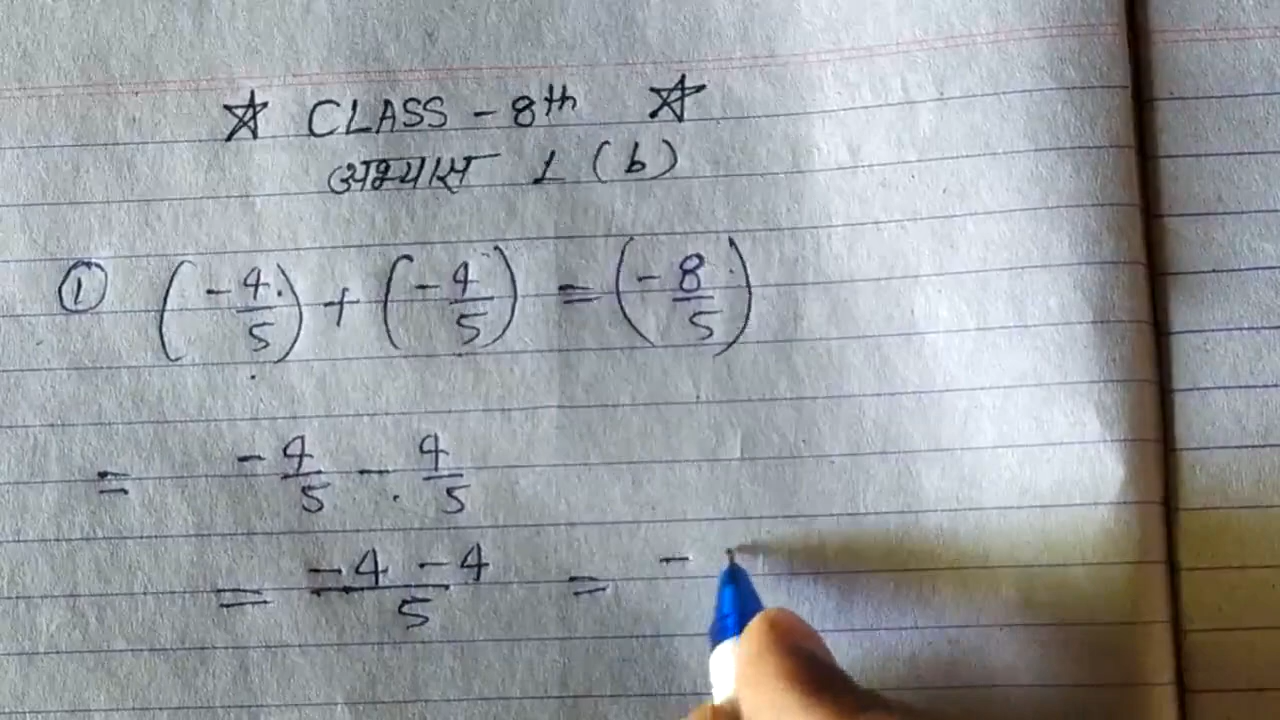 ☆ CLASS - 8th ☆
अभ्यास 1 (b)
① (-4/5) + (-4/5) = (-8/5)
= -4/5 - 4/5
= -4 - 4/5 = -